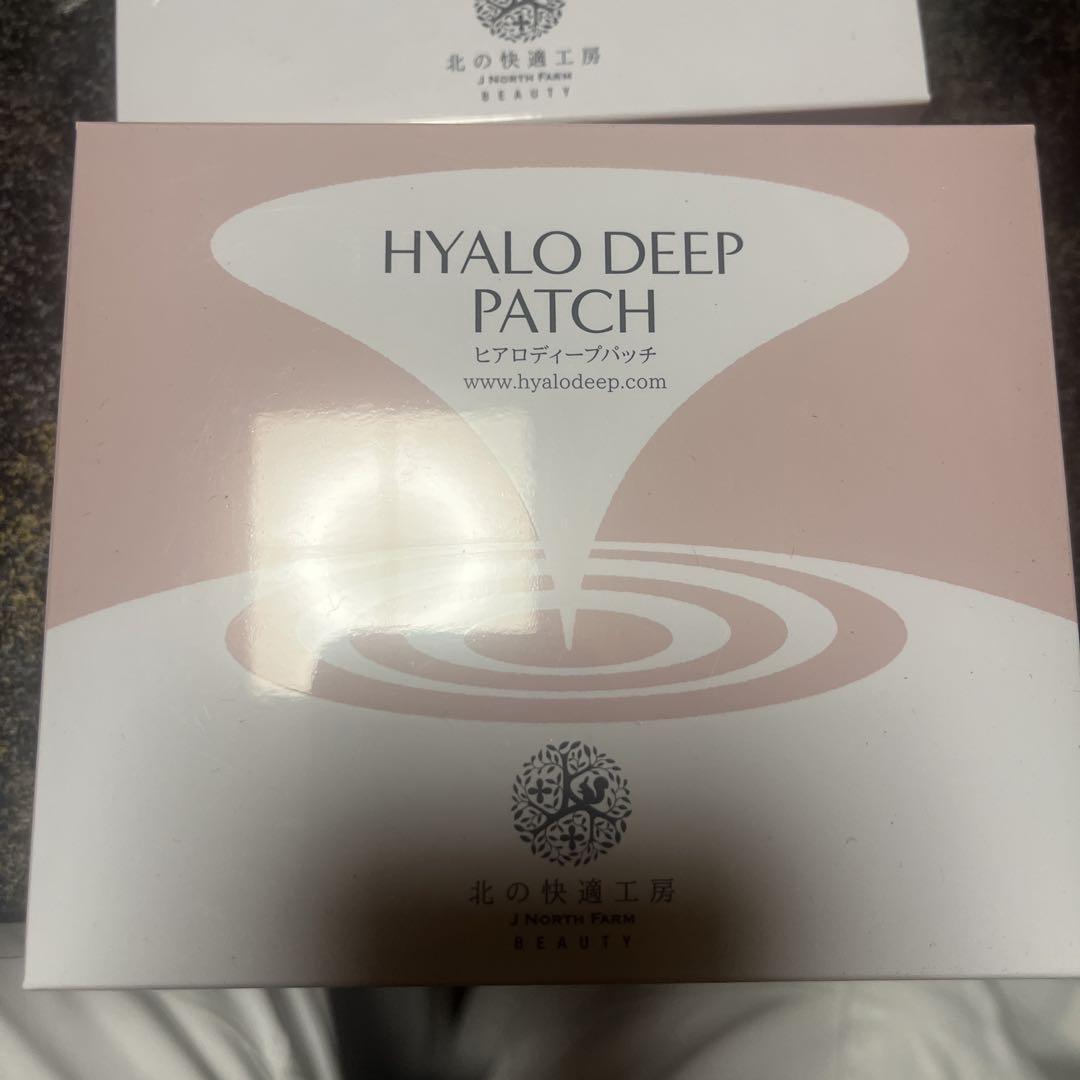 北の快適工房
J NORTH FARM
BEAUTY
HYALO DEEP
PATCH
ヒアロディープパッチ
www.hyalodeep.com
北の快適工房
J NORTH FARM
BEAUTY